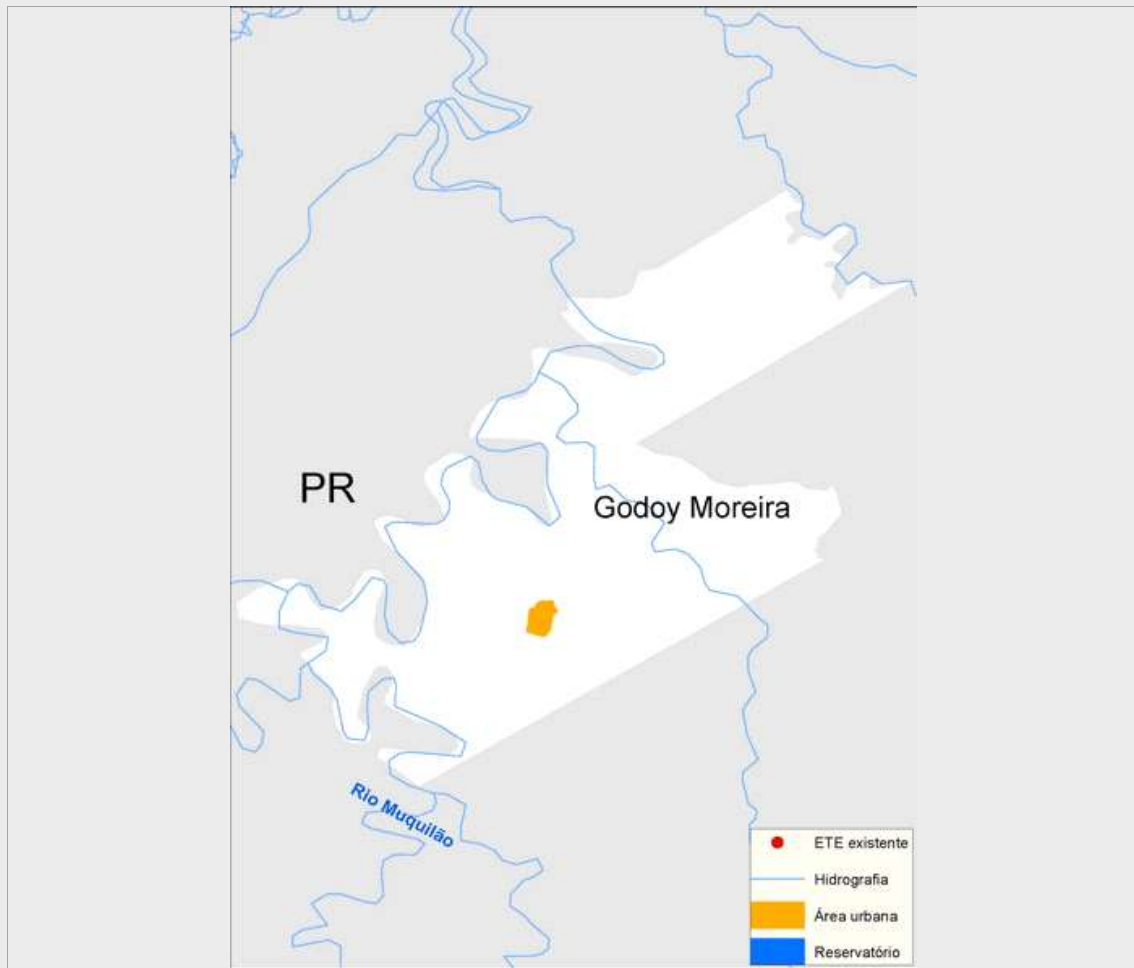 PR
Godoy Moreira
Rio Muquilão
ETE existente
Hidrografia
Área urbana
Reservatório